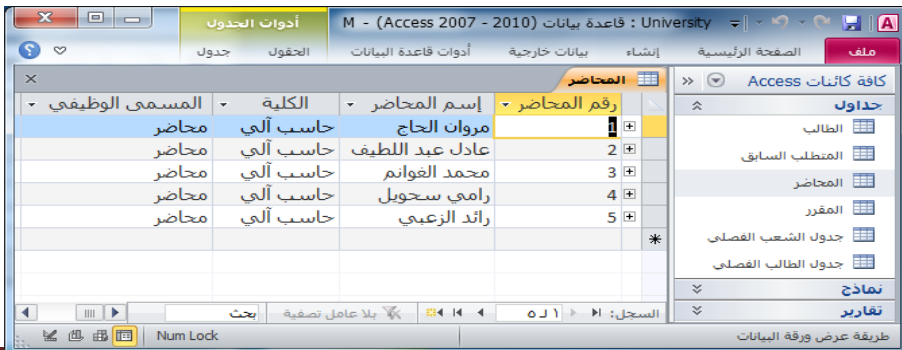 University : قاعدة بيانات (Access 2007 - 2010) - M
أدوات الجدول
ملف الصفحة الرئيسية إنشاء بيانات خارجية أدوات قاعدة البيانات الحقول جدول
كافة كائنات Access
جداول
الطالب
المتطلب السابق
المحاضر
المقرر
جدول الشعب الفصلي
جدول الطالب الفصلي
نماذج
تقارير
المحاضر
رقم المحاضر إسم المحاضر الكلية المسمى الوظيفي
1 مروان الحاج حاسب آلي محاضر
2 عادل عبد اللطيف حاسب آلي محاضر
3 محمد الغوانم حاسب آلي محاضر
4 رامي سحويل حاسب آلي محاضر
5 رائد الزعبي حاسب آلي محاضر
السجل: ١ لـ ٥ بلا عامل تصفية بحث
طريقة عرض ورقة البيانات Num Lock